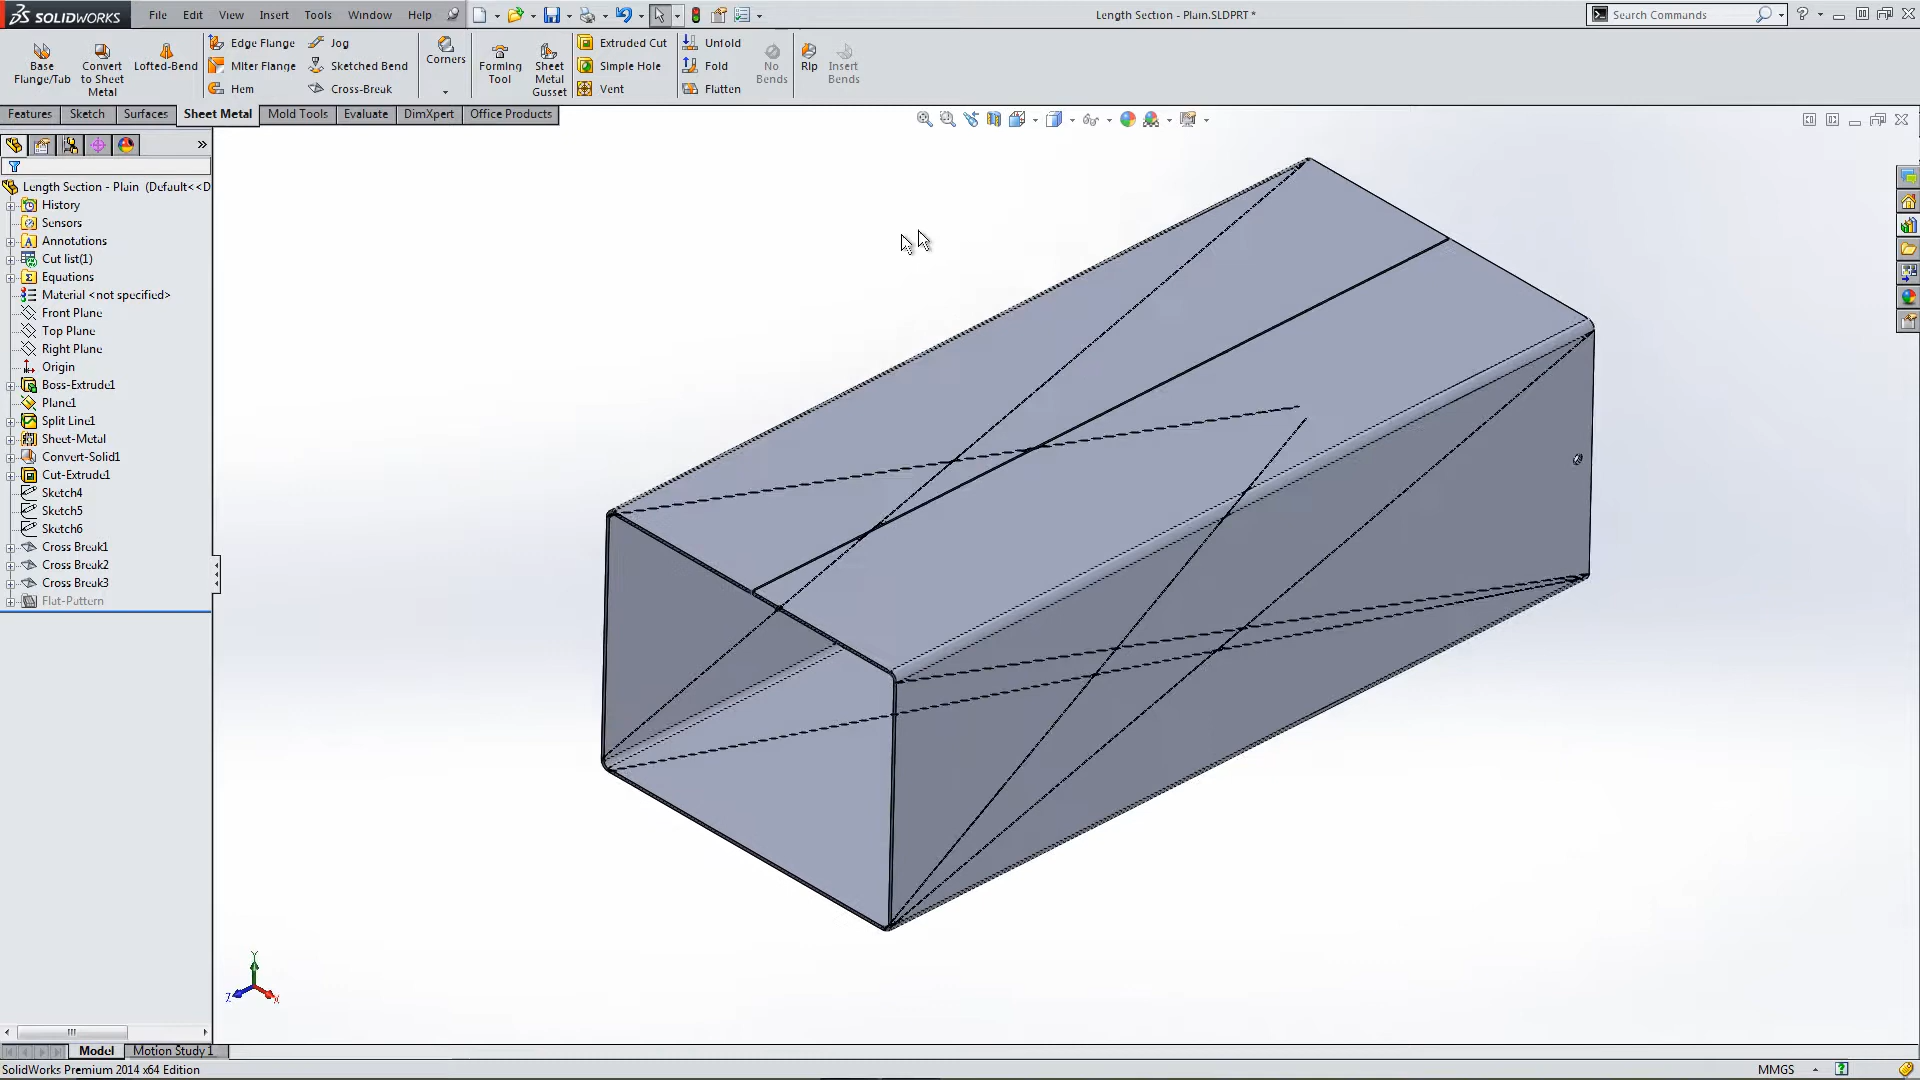 SOLIDWORKS File Edit View Insert Tools Window Help
Length Section - Plain.SLDPRT *
Search Commands
Base Flange/Tub
Convert to Sheet Metal
Lofted-Bend
Edge Flange
Miter Flange
Hem
Jog
Sketched Bend
Cross-Break
Corners
Forming Tool
Sheet Metal Gusset
Extruded Cut
Simple Hole
Vent
Unfold
Fold
Flatten
No Bends
Rip
Insert Bends
Features Sketch Surfaces Sheet Metal Mold Tools Evaluate DimXpert Office Products
Length Section - Plain (Default<<D
History
Sensors
Annotations
Cut list(1)
Equations
Material <not specified>
Front Plane
Top Plane
Right Plane
Origin
Boss-Extrude1
Plane1
Split Line1
Sheet-Metal
Convert-Solid1
Cut-Extrude1
Sketch4
Sketch5
Sketch6
Cross Break1
Cross Break2
Cross Break3
Flat-Pattern
Y
Z
X
Model Motion Study 1
SolidWorks Premium 2014 x64 Edition
MMGS